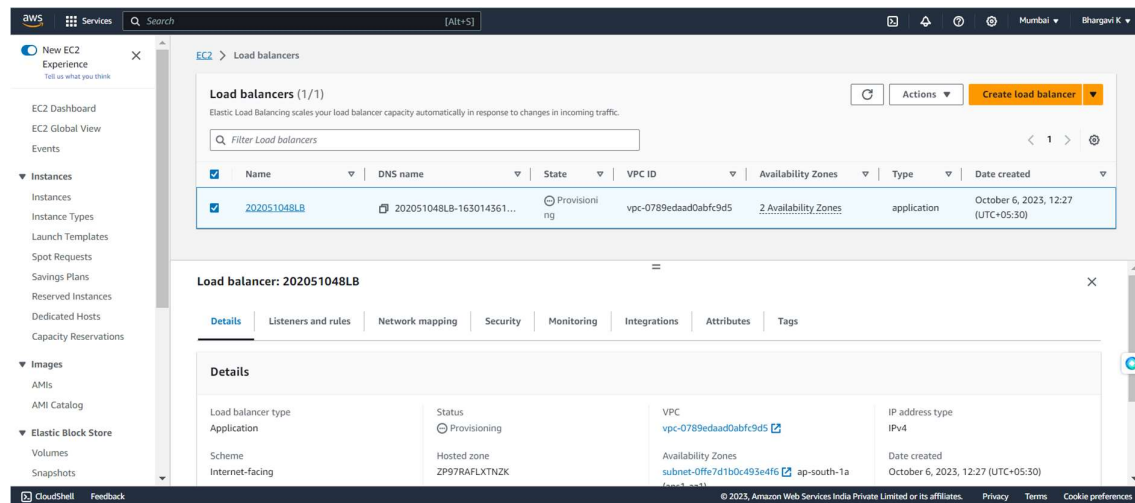 aws Services Search [Alt+S] Mumbai Bhargavi K
New EC2 Experience
Tell us what you think
EC2 Dashboard
EC2 Global View
Events
Instances
Instances
Instance Types
Launch Templates
Spot Requests
Savings Plans
Reserved Instances
Dedicated Hosts
Capacity Reservations
Images
AMIs
AMI Catalog
Elastic Block Store
Volumes
Snapshots
EC2 > Load balancers
Load balancers (1/1)
Actions Create load balancer
Elastic Load Balancing scales your load balancer capacity automatically in response to changes in incoming traffic.
Filter Load balancers
1
Name DNS name State VPC ID Availability Zones Type Date created
202051048LB 202051048LB-163014361... Provisioning vpc-0789edaad0abfc9d5 2 Availability Zones application October 6, 2023, 12:27 (UTC+05:30)
Load balancer: 202051048LB
Details Listeners and rules Network mapping Security Monitoring Integrations Attributes Tags
Details
Load balancer type Status VPC IP address type
Application Provisioning vpc-0789edaad0abfc9d5 IPv4
Scheme Hosted zone Availability Zones Date created
Internet-facing ZP97RAFLXTNZK subnet-0ffe7d1b0c493e4f6 ap-south-1a October 6, 2023, 12:27 (UTC+05:30)
(aps1-az1)
CloudShell Feedback © 2023, Amazon Web Services India Private Limited or its affiliates. Privacy Terms Cookie preferences